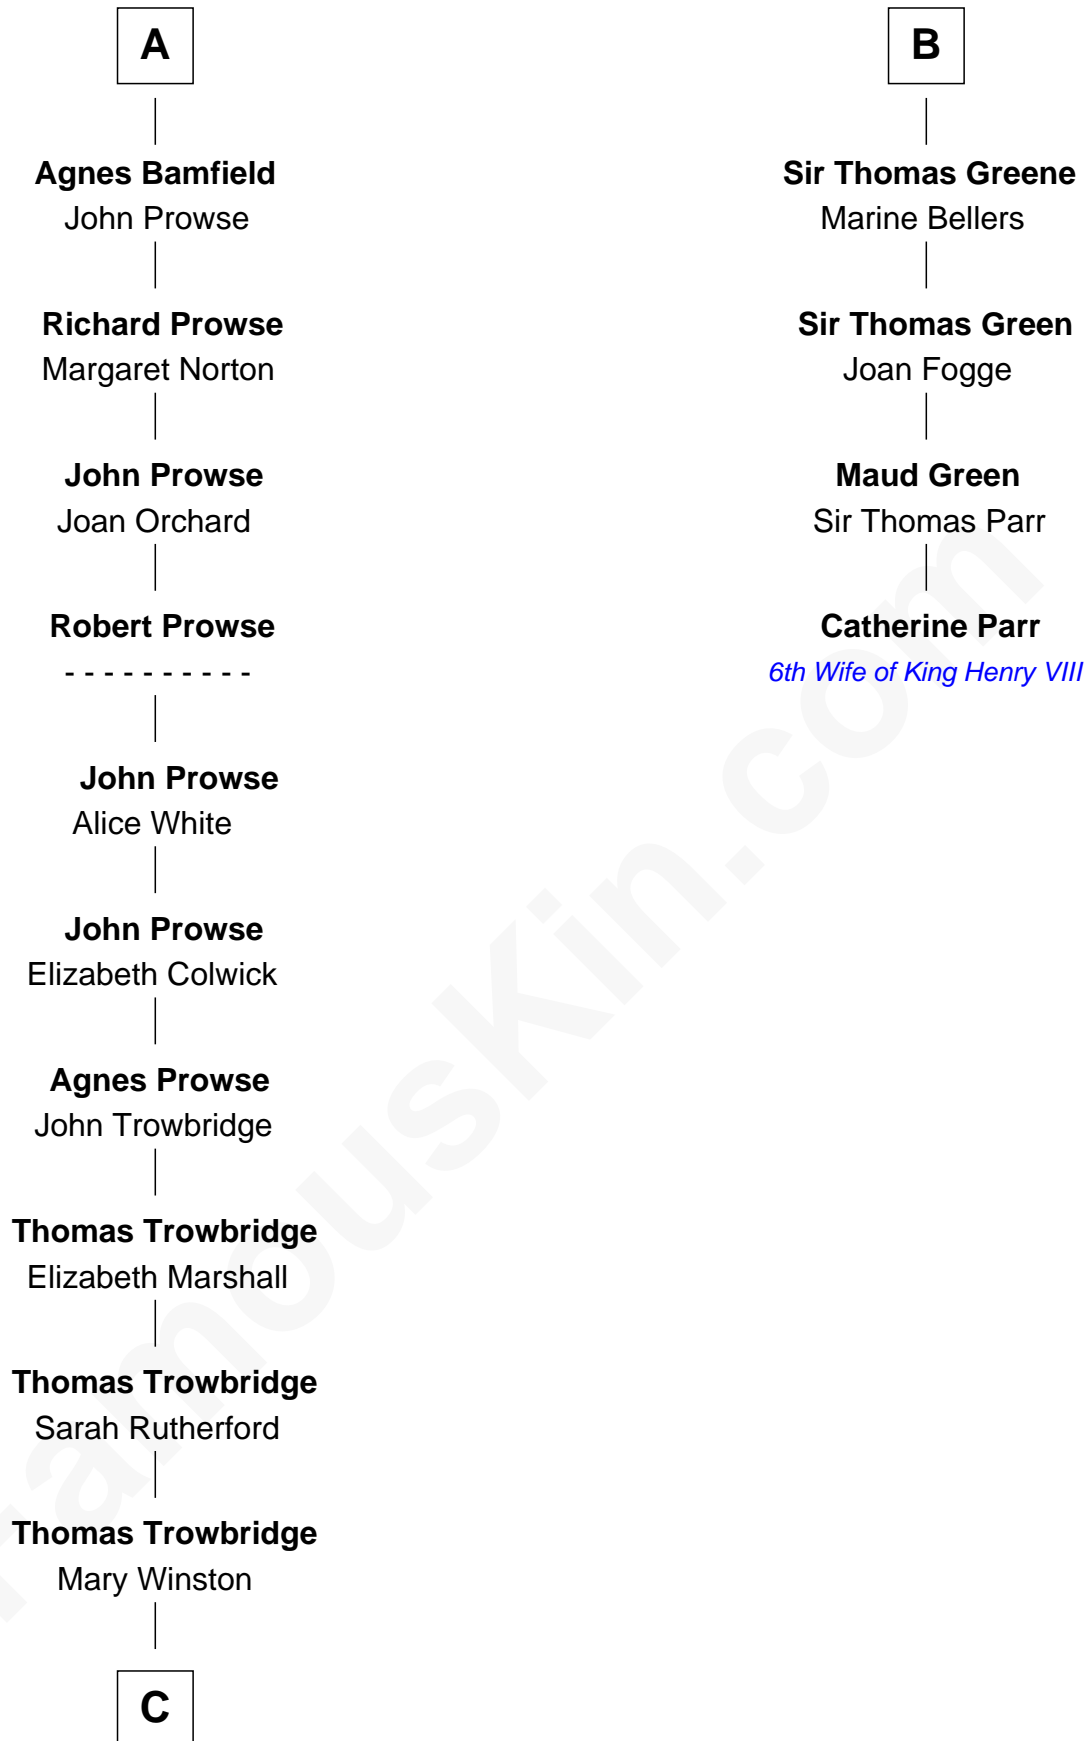 A
Agnes Bamfield
John Prowse
Richard Prowse
Margaret Norton
John Prowse
Joan Orchard
Robert Prowse
- - - - - - - - - -
John Prowse
Alice White
John Prowse
Elizabeth Colwick
Agnes Prowse
John Trowbridge
Thomas Trowbridge
Elizabeth Marshall
Thomas Trowbridge
Sarah Rutherford
Thomas Trowbridge
Mary Winston
C
B
Sir Thomas Greene
Marine Bellers
Sir Thomas Green
Joan Fogge
Maud Green
Sir Thomas Parr
Catherine Parr
6th Wife of King Henry VIII
FamousKin.com